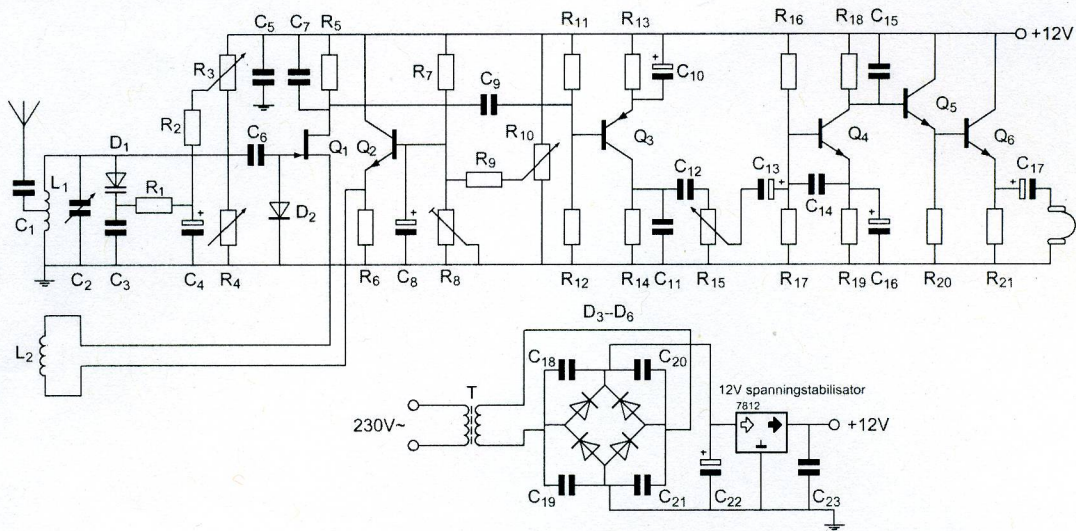 R5 R11 R13 R16 R18 C15
C5 C7 +12V
R3 R7 C9 C10
R2 R10 Q5
C6 Q1 Q2 Q3 Q4 Q6
D1 R9 C12 C13 C17
L1 R1 D2 C14
C1
C2 C3 C4 R4 R6 C8 R8 R12 R14 C11 R15 R17 R19 C16 R20 R21
D3--D6
L2
C18 C20
T 12V spanningstabilisator
7812
230V~ +12V
C19 C21 C22 C23
+
+
+
+
+
+
+